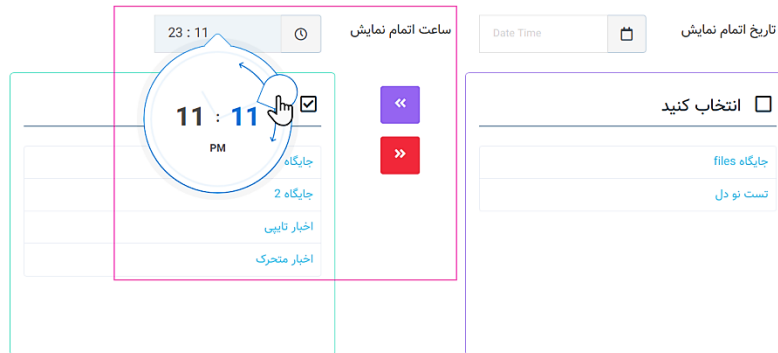 تاریخ اتمام نمایش
Date Time
ساعت اتمام نمایش
23 : 11
انتخاب کنید
جایگاه files
تست نو دل
«
»
11 : 11
PM
جایگاه
جایگاه 2
اخبار تایپی
اخبار متحرک